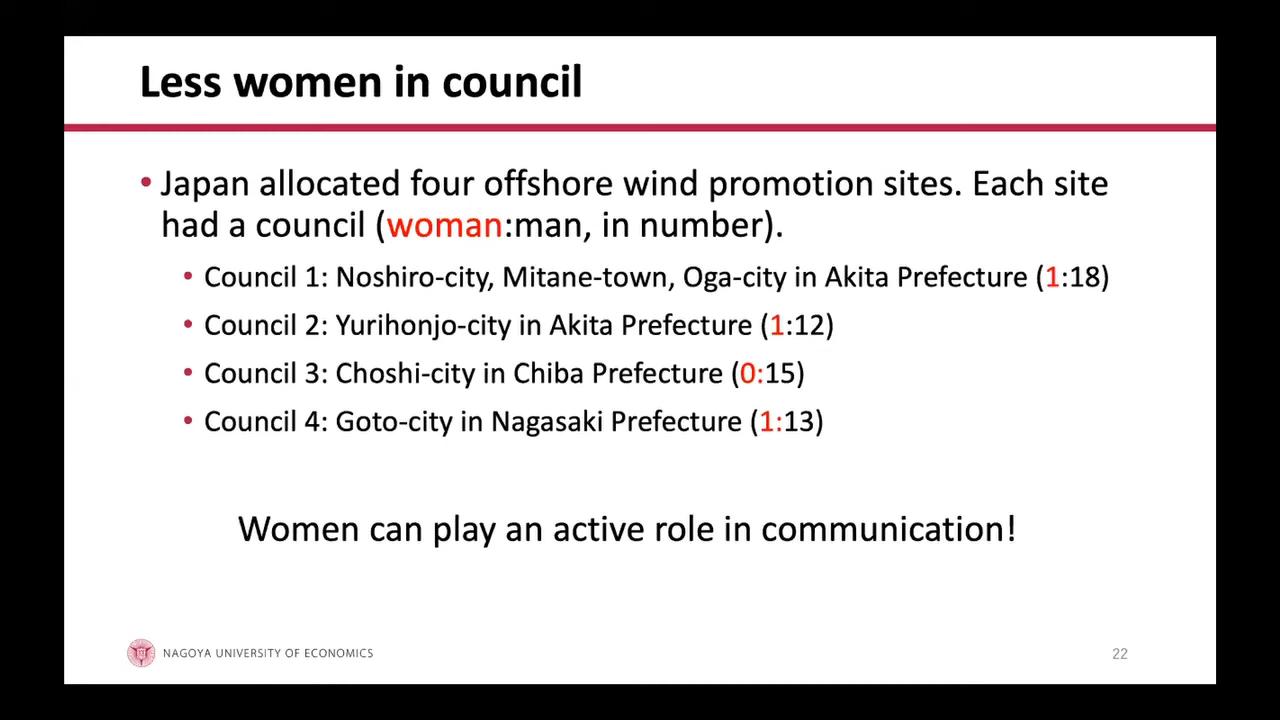 Less women in council
• Japan allocated four offshore wind promotion sites. Each site
had a council (woman:man, in number).
• Council 1: Noshiro-city, Mitane-town, Oga-city in Akita Prefecture (1:18)
• Council 2: Yurihonjo-city in Akita Prefecture (1:12)
• Council 3: Choshi-city in Chiba Prefecture (0:15)
• Council 4: Goto-city in Nagasaki Prefecture (1:13)
Women can play an active role in communication!
NAGOYA UNIVERSITY OF ECONOMICS
22